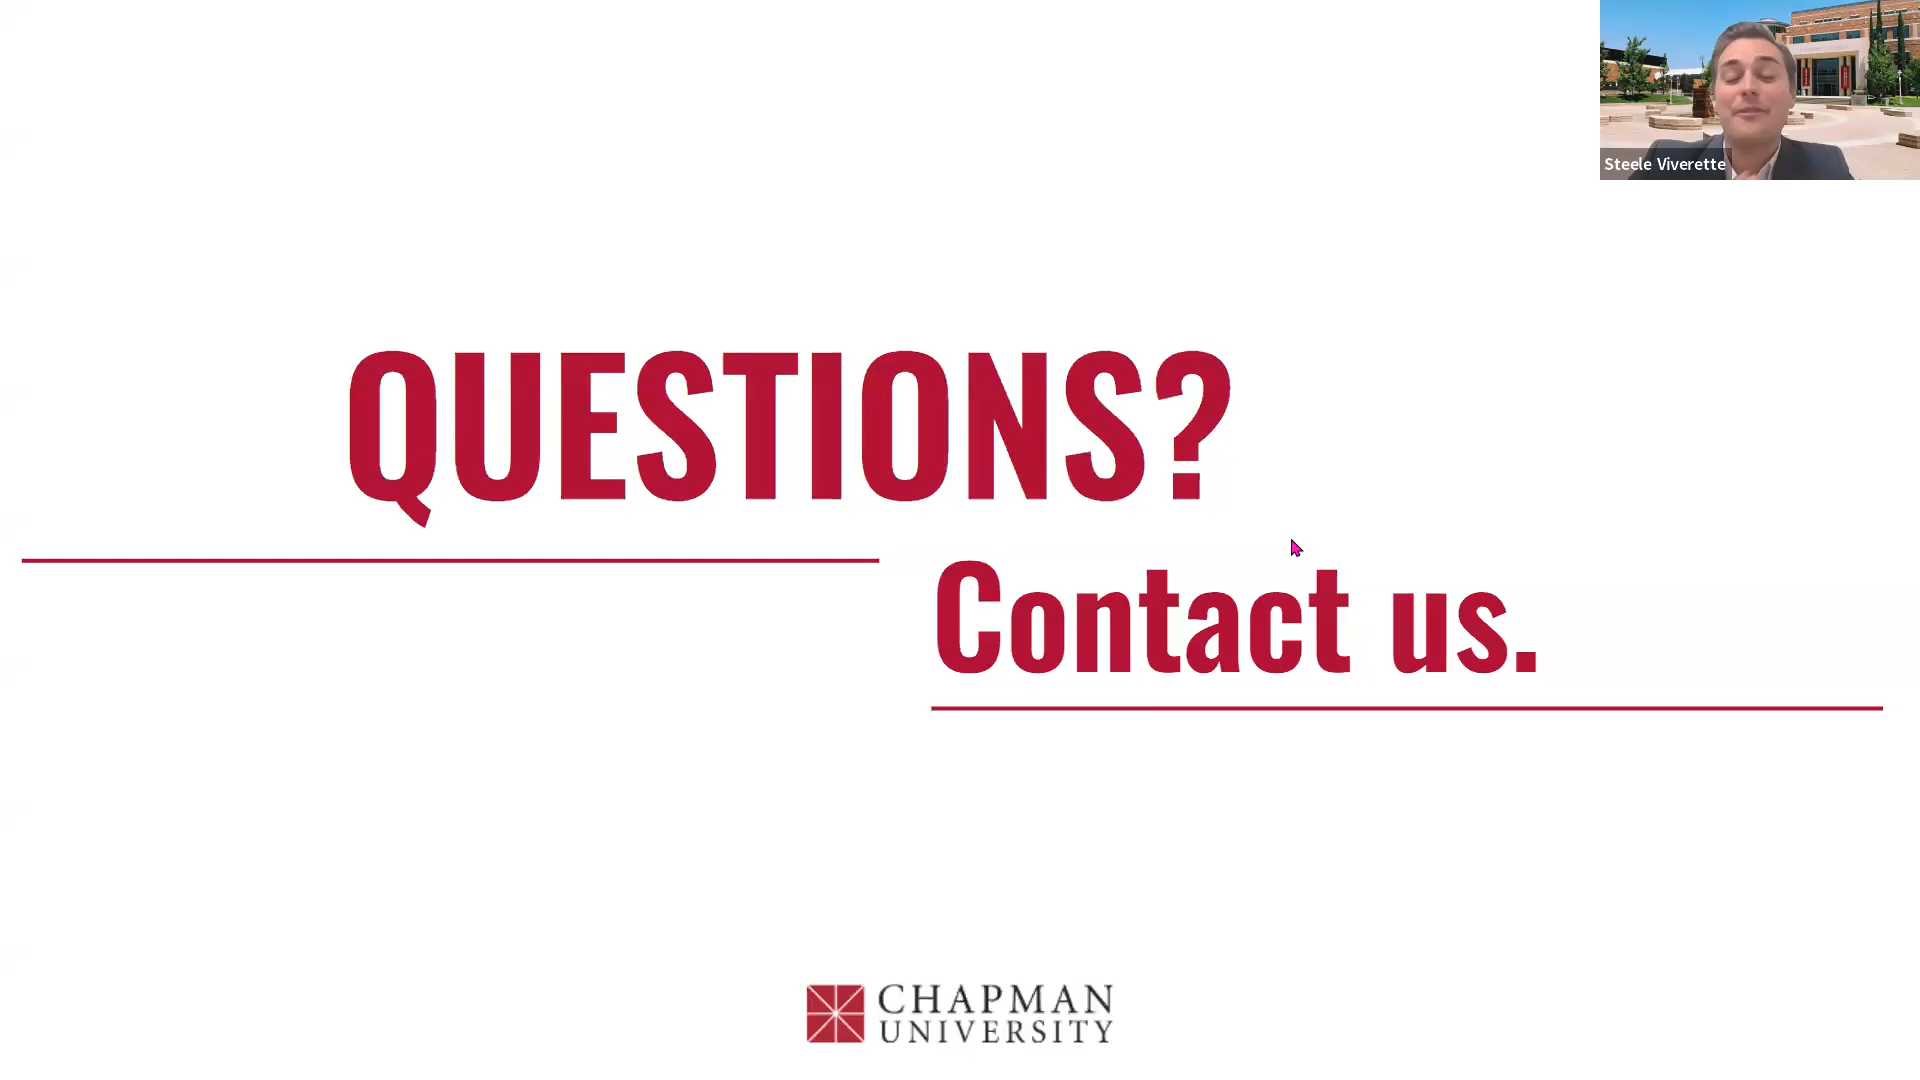 Steele Viverette
QUESTIONS?
Contact us.
CHAPMAN
UNIVERSITY